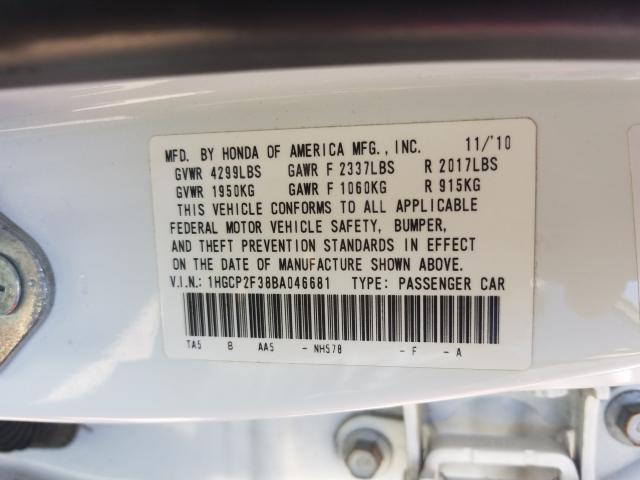 MFD. BY HONDA OF AMERICA MFG., INC. 11/'10
GVWR 4299LBS GAWR F 2337LBS R 2017LBS
GVWR 1950KG GAWR F 1060KG R 915KG
THIS VEHICLE CONFORMS TO ALL APPLICABLE
FEDERAL MOTOR VEHICLE SAFETY, BUMPER,
AND THEFT PREVENTION STANDARDS IN EFFECT
ON THE DATE OF MANUFACTURE SHOWN ABOVE.
V.I.N.: 1HGCP2F38BA046681 TYPE: PASSENGER CAR
TA5 B AA5 - NH578 - F - A